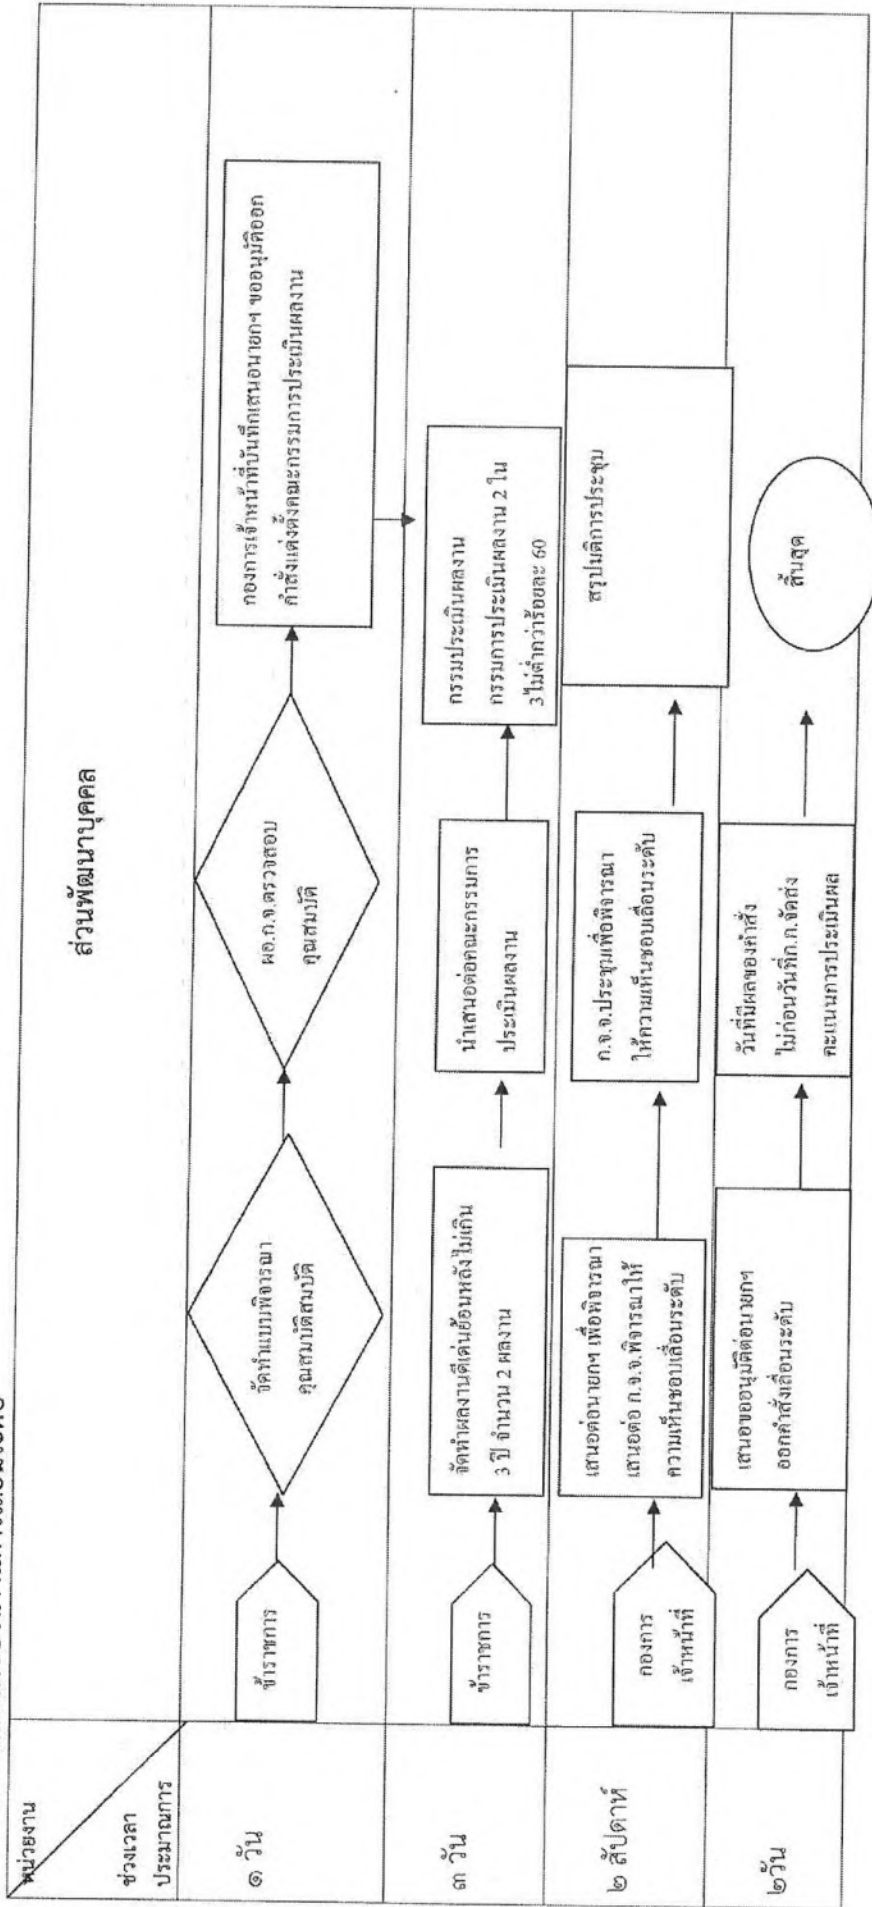 หน่วยงาน
ช่วงเวลา
ประมาณการ
ส่วนพัฒนาบุคคล
๑ วัน
ข้าราชการ
จัดทำแบบพิจารณา
คุณสมบัติสมบัติ
ผอ.ก.จ.ตรวจสอบ
คุณสมบัติ
กองการเจ้าหน้าที่บันทึกเสนอนายกฯ ขออนุมัติออก
คำสั่งแต่งตั้งคณะกรรมการประเมินผลงาน
๓ วัน
ข้าราชการ
จัดทำผลงานดีเด่นย้อนหลังไม่เกิน
3 ปี จำนวน 2 ผลงาน
นำเสนอต่อคณะกรรมการ
ประเมินผลงาน
กรรมประเมินผลงาน
กรรมการประเมินผลงาน 2 ใน
3 ไม่ต่ำกว่าร้อยละ 60
๒ สัปดาห์
กองการ
เจ้าหน้าที่
เสนอต่อนายกฯ เพื่อพิจารณา
เสนอต่อ ก.จ.จ.พิจารณาให้
ความเห็นชอบเลื่อนระดับ
ก.จ.จ.ประชุมเพื่อพิจารณา
ให้ความเห็นชอบเลื่อนระดับ
สรุปมติการประชุม
๒วัน
กองการ
เจ้าหน้าที่
เสนอขออนุมัติต่อนายกฯ
ออกคำสั่งเลื่อนระดับ
วันที่มีผลของคำสั่ง
ไม่ก่อนวันที่ก.ก.จัดส่ง
คะแนนการประเมินผล
สิ้นสุด